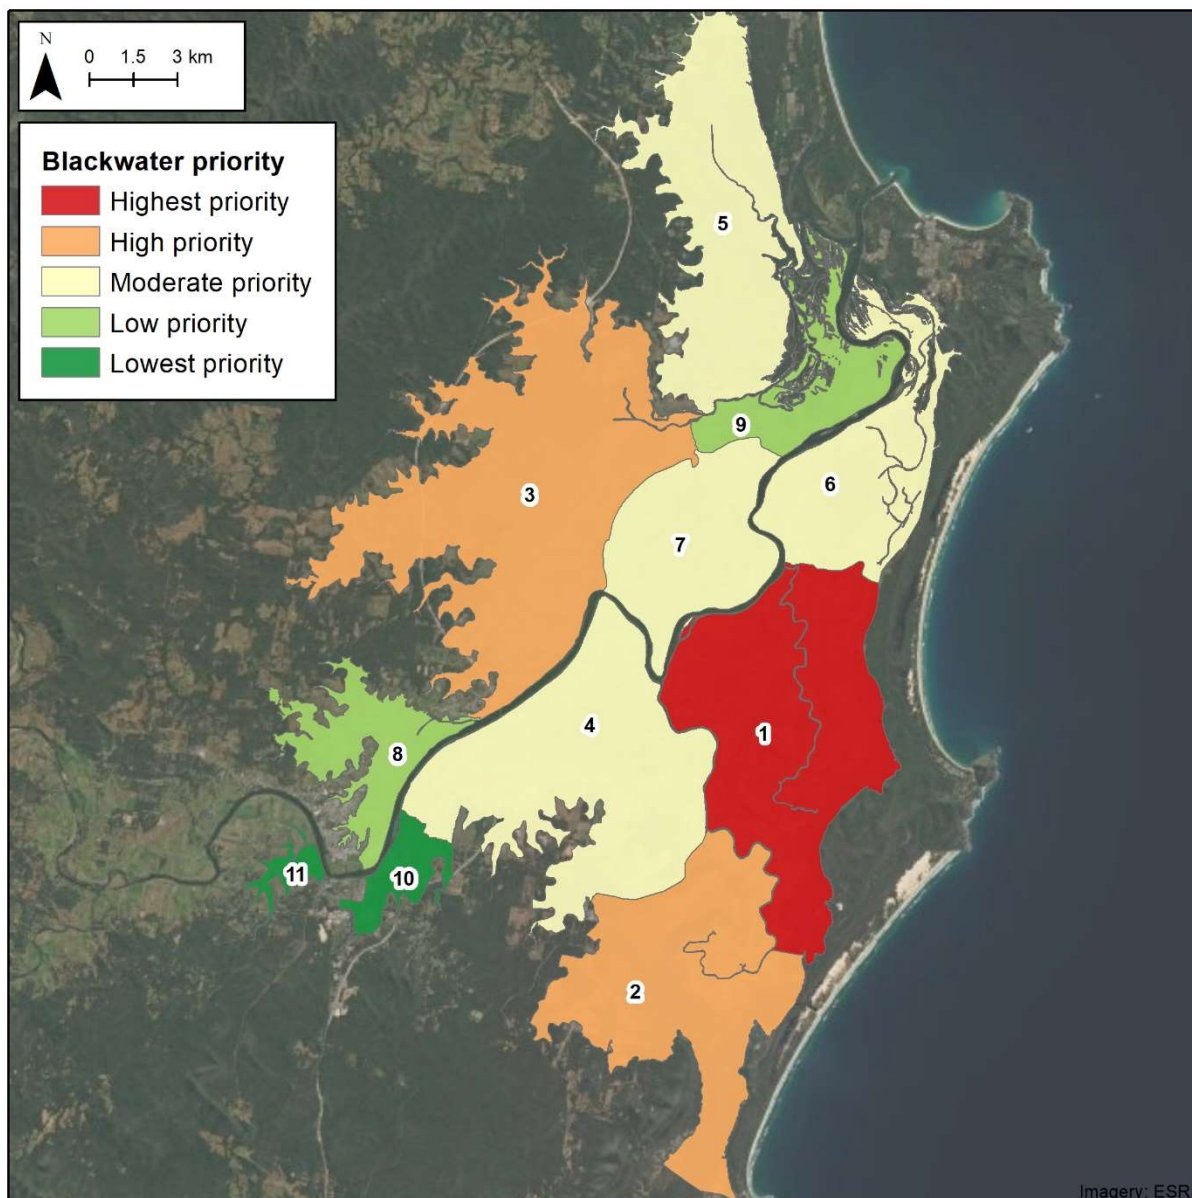 N
0 1.5 3 km
Blackwater priority
Highest priority
High priority
Moderate priority
Low priority
Lowest priority
5
9
3
6
7
4
1
8
11
10
2
Imagery: ESR